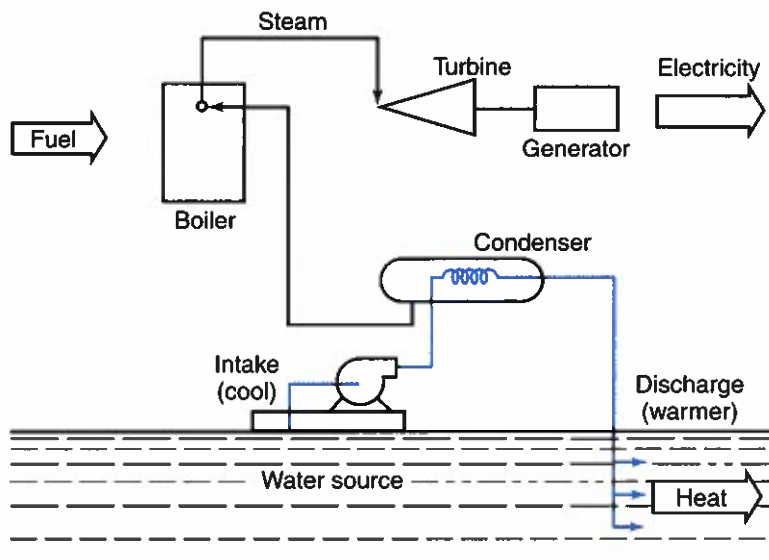 Steam
Turbine
Electricity
Fuel
Generator
Boiler
Condenser
Intake
(cool)
Discharge
(warmer)
Water source
Heat